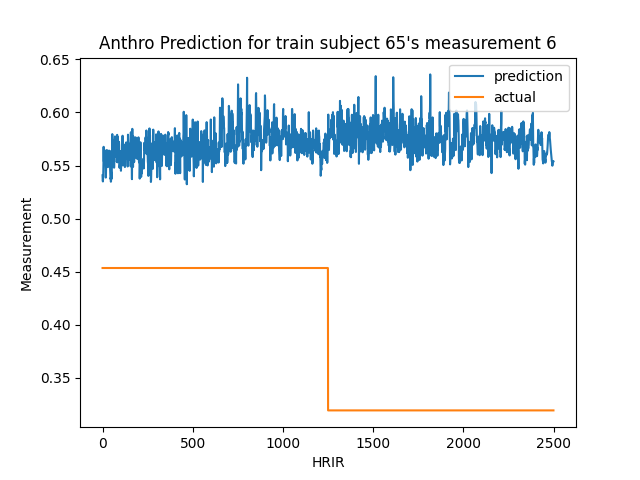 Anthro Prediction for train subject 65's measurement 6
prediction
actual
0.65
0.60
0.55
0.50
0.45
0.40
0.35
Measurement
0
500
1000
1500
2000
2500
HRIR